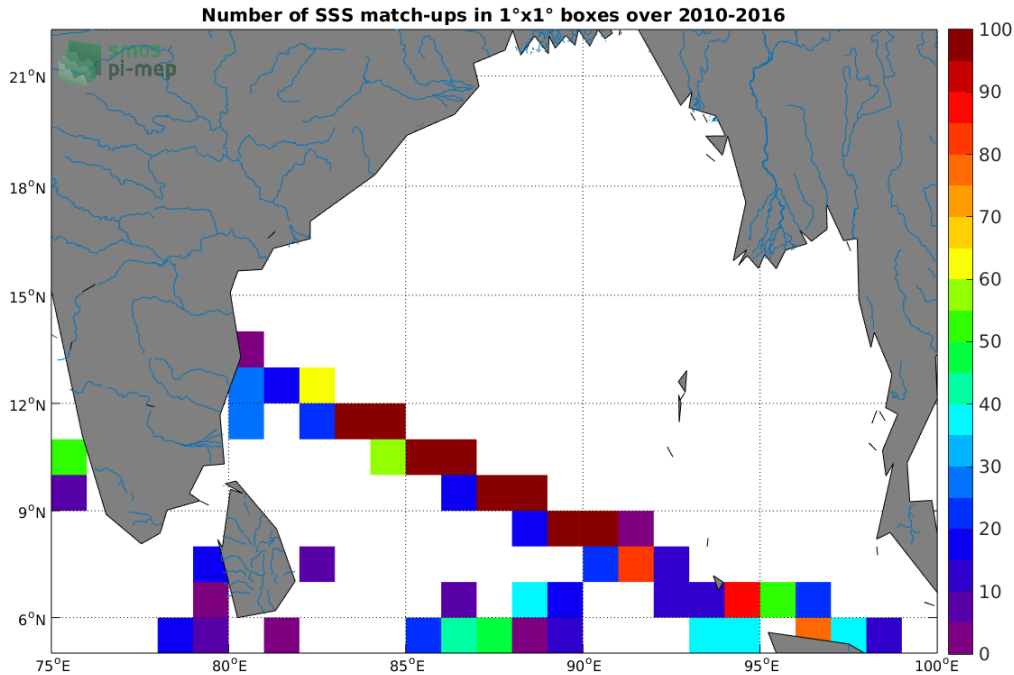 Number of SSS match-ups in 1°x1° boxes over 2010-2016
smos
pi-mep
21°N
18°N
15°N
12°N
9°N
6°N
75°E
80°E
85°E
90°E
95°E
100°E
100
90
80
70
60
50
40
30
20
10
0